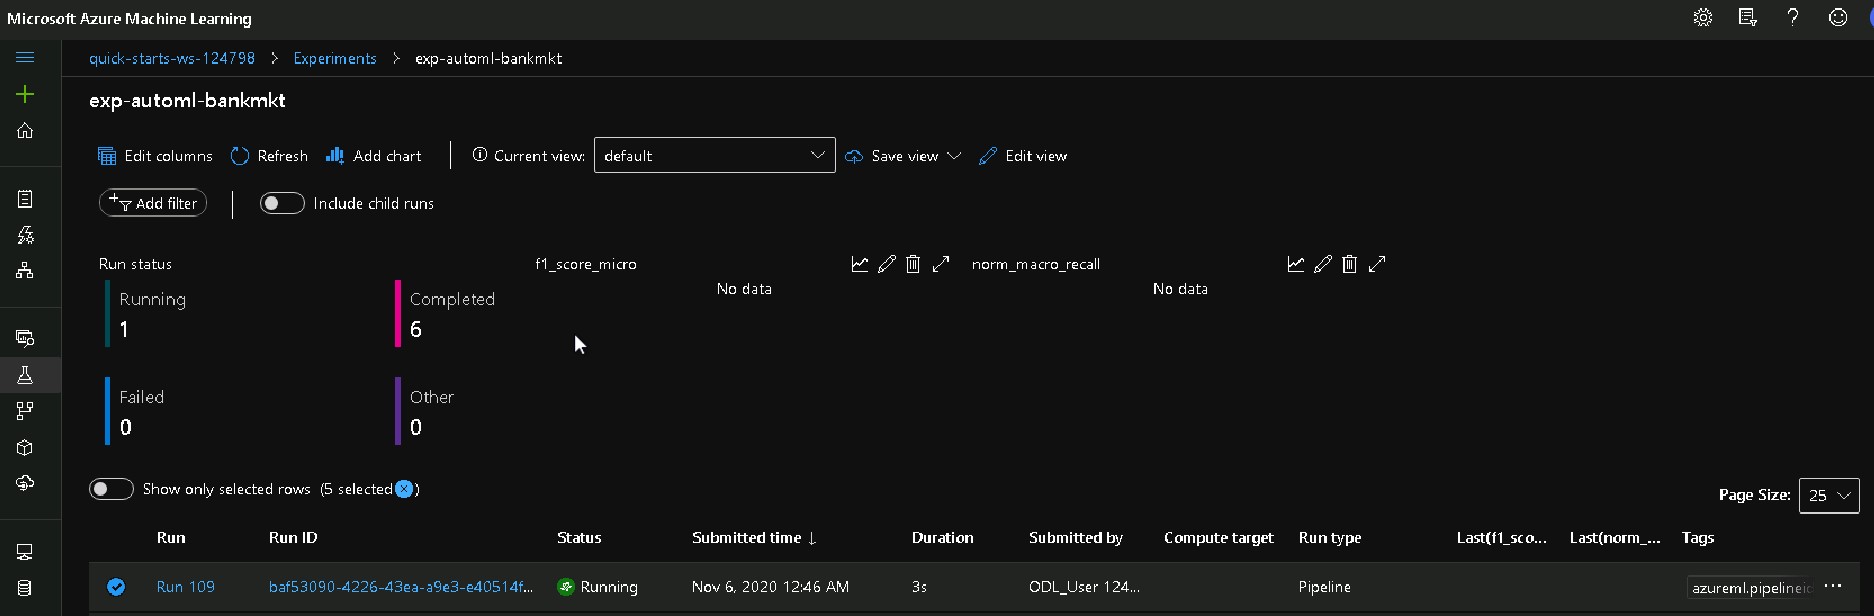 Microsoft Azure Machine Learning
quick-starts-ws-124798 > Experiments > exp-automl-bankmkt
exp-automl-bankmkt
Edit columns Refresh Add chart Current view: default Save view Edit view
Add filter Include child runs
Run status f1_score_micro norm_macro_recall
No data No data
Running Completed
1 6
Failed Other
0 0
Show only selected rows (5 selected)
Page Size: 25
Run Run ID Status Submitted time ↓ Duration Submitted by Compute target Run type Last(f1_sco... Last(norm_... Tags
Run 109 baf53090-4226-43ea-a9e3-e40514f... Running Nov 6, 2020 12:46 AM 3s ODL_User 124... Pipeline azureml.pipelineid ...